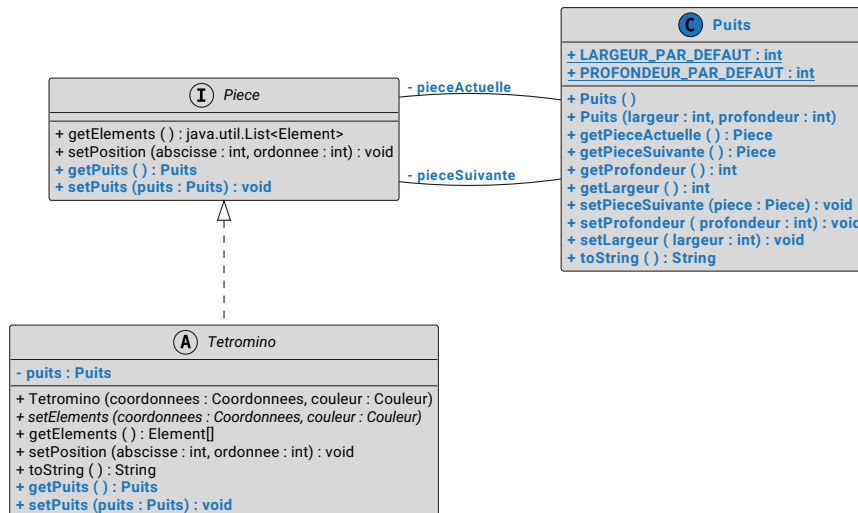 I Piece
+ getElements ( ) : java.util.List<Element>
+ setPosition (abscisse : int, ordonnee : int) : void
+ getPuits ( ) : Puits
+ setPuits (puits : Puits) : void
- pieceActuelle
- pieceSuivante
C Puits
+ LARGEUR_PAR_DEFAUT : int
+ PROFONDEUR_PAR_DEFAUT : int
+ Puits ( )
+ Puits (largeur : int, profondeur : int)
+ getPieceActuelle ( ) : Piece
+ getPieceSuivante ( ) : Piece
+ getProfondeur ( ) : int
+ getLargeur ( ) : int
+ setPieceSuivante (piece : Piece) : void
+ setProfondeur ( profondeur : int) : void
+ setLargeur ( largeur : int) : void
+ toString ( ) : String
A Tetromino
- puits : Puits
+ Tetromino (coordonnees : Coordonnees, couleur : Couleur)
+ setElements (coordonnees : Coordonnees, couleur : Couleur)
+ getElements ( ) : Element[]
+ setPosition (abscisse : int, ordonnee : int) : void
+ toString ( ) : String
+ getPuits ( ) : Puits
+ setPuits (puits : Puits) : void